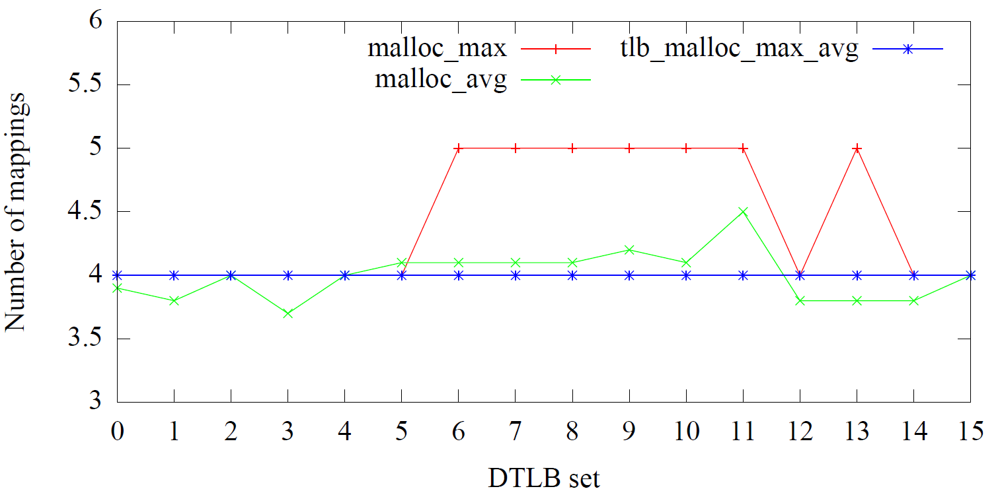 6
5.5
5
4.5
4
3.5
3
Number of mappings
malloc_max
malloc_avg
tlb_malloc_max_avg
0 1 2 3 4 5 6 7 8 9 10 11 12 13 14 15
DTLB set